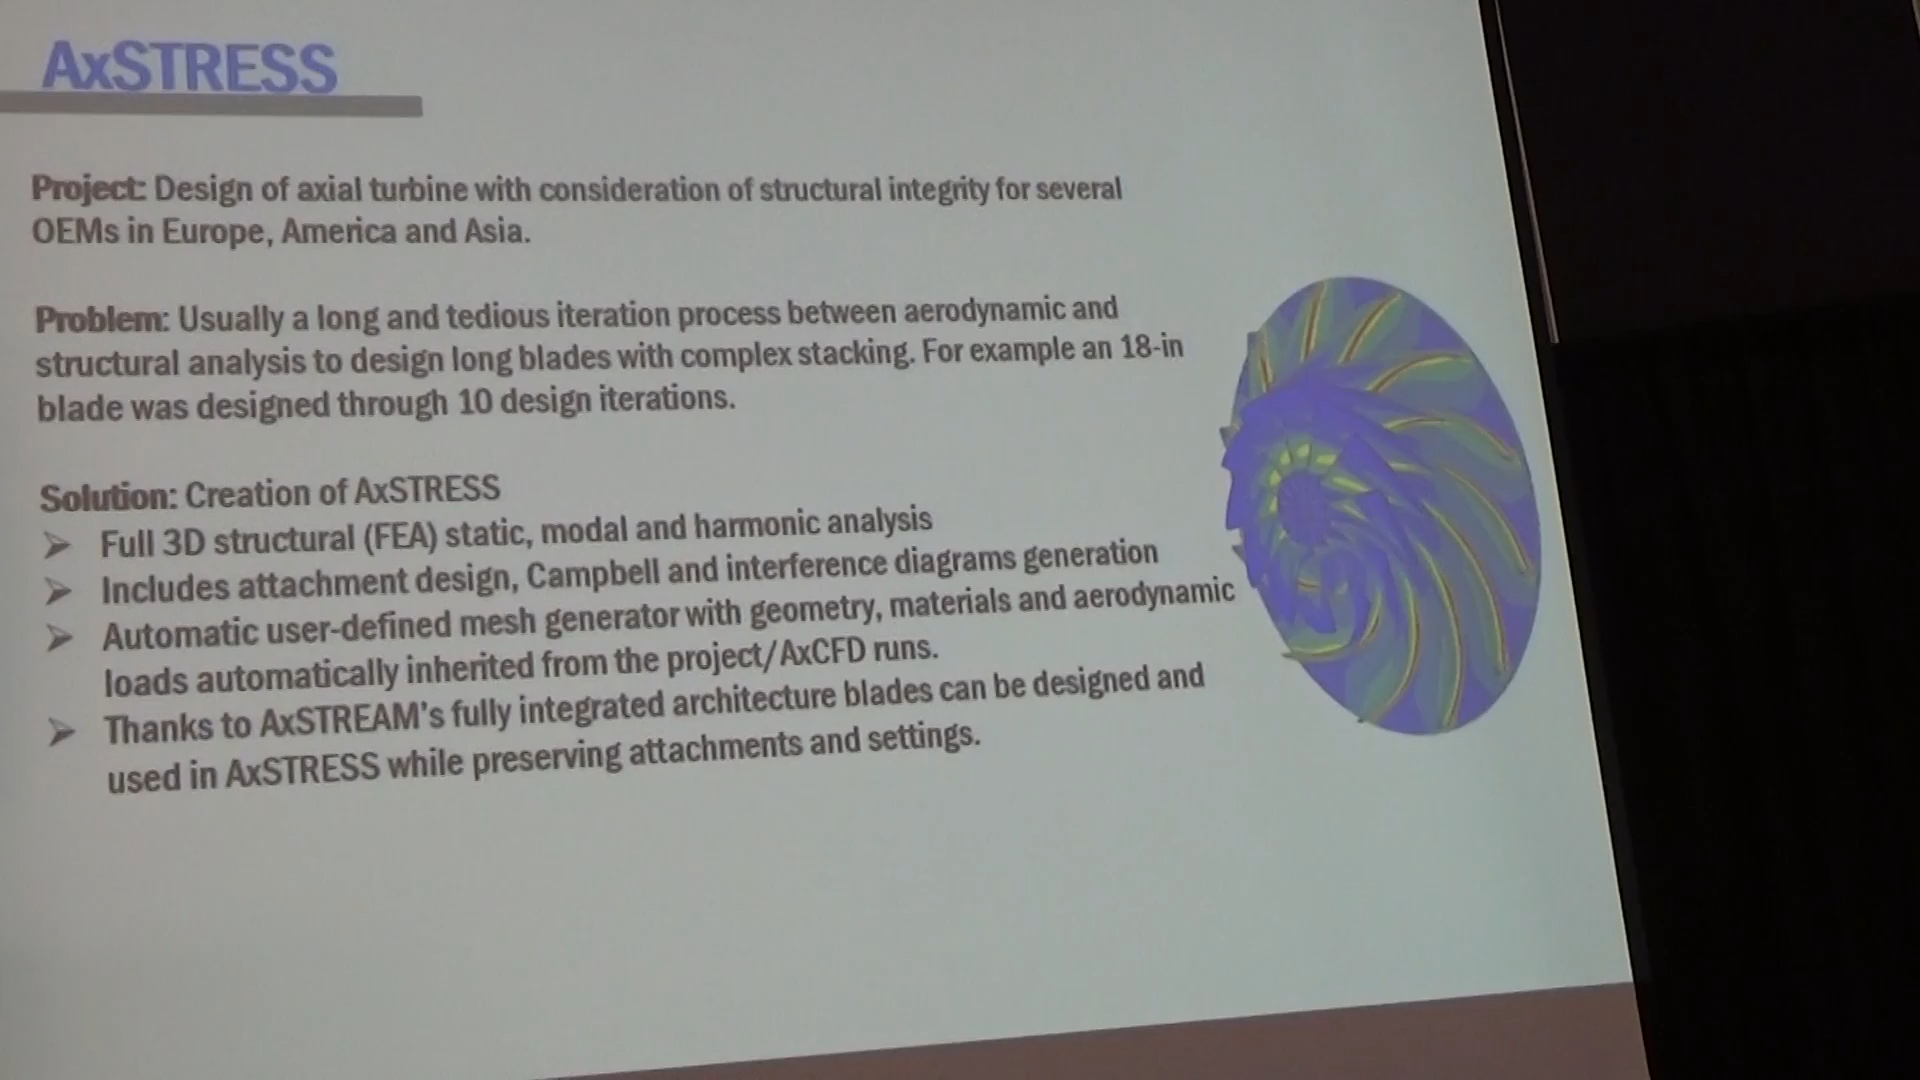 AxSTRESS
Project: Design of axial turbine with consideration of structural integrity for several
OEMs in Europe, America and Asia.
Problem: Usually a long and tedious iteration process between aerodynamic and
structural analysis to design long blades with complex stacking. For example an 18-in
blade was designed through 10 design iterations.
Solution: Creation of AxSTRESS
Full 3D structural (FEA) static, modal and harmonic analysis
Includes attachment design, Campbell and interference diagrams generation
Automatic user-defined mesh generator with geometry, materials and aerodynamic
loads automatically inherited from the project/AxCFD runs.
Thanks to AxSTREAM's fully integrated architecture blades can be designed and
used in AxSTRESS while preserving attachments and settings.